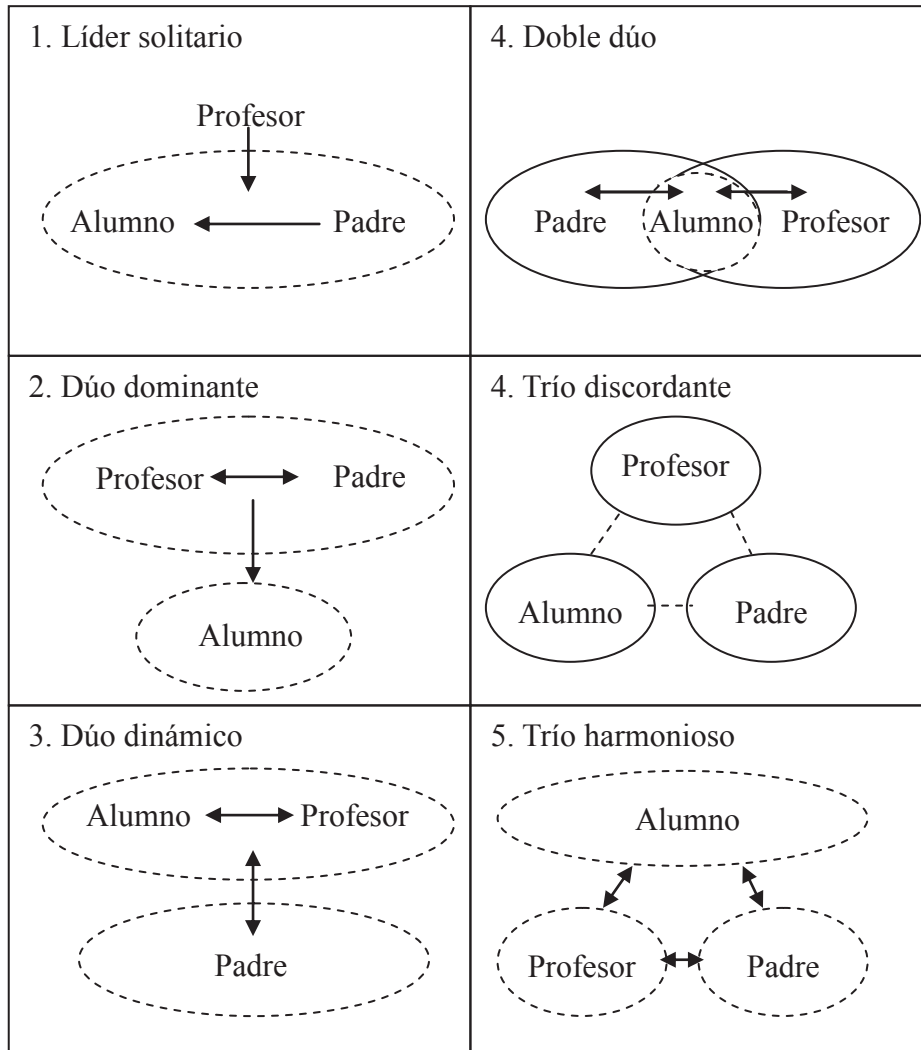 1. Líder solitario
Profesor
Alumno Padre
2. Dúo dominante
Profesor Padre
Alumno
3. Dúo dinámico
Alumno Profesor
Padre
4. Doble dúo
Padre Alumno Profesor
4. Trío discordante
Profesor
Alumno Padre
5. Trío harmonioso
Alumno
Profesor Padre